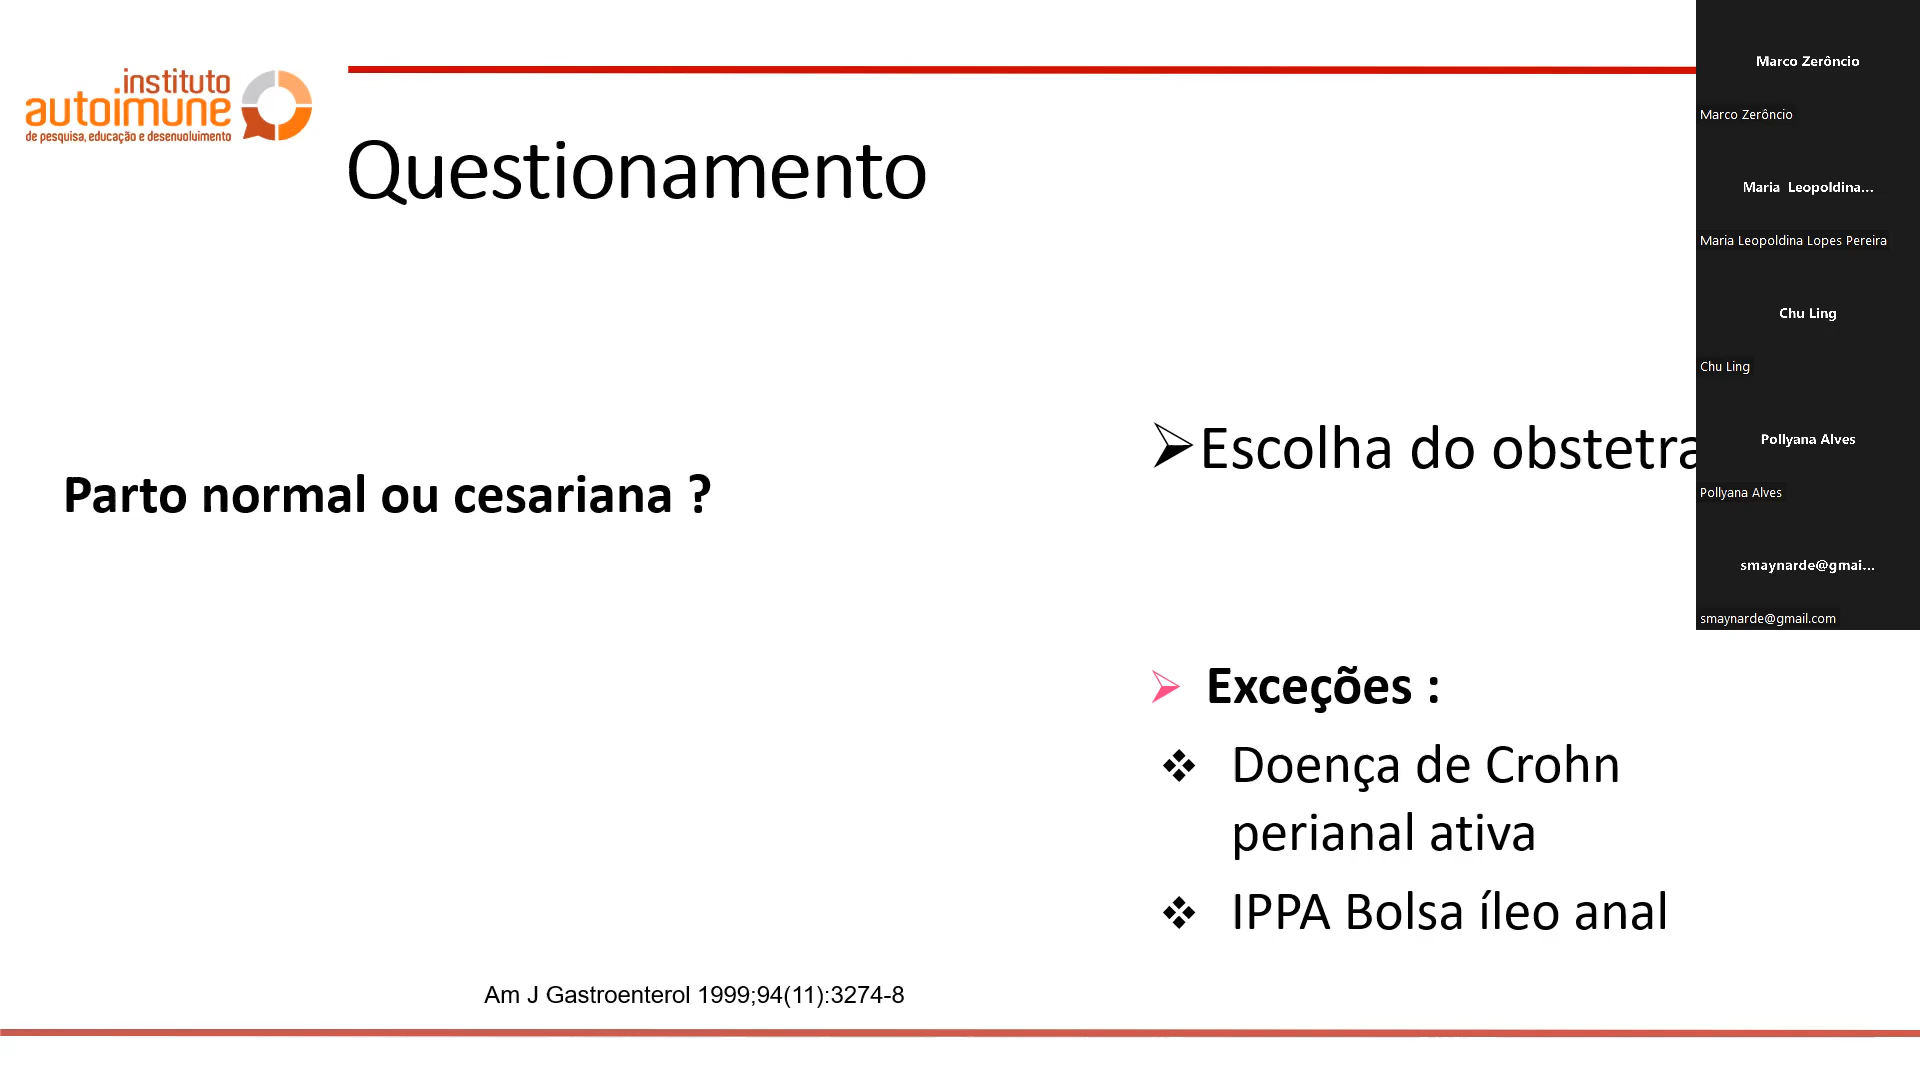 instituto
autoimune
de pesquisa, educação e desenvolvimento
Questionamento
Parto normal ou cesariana ?
Escolha do obstetra
Exceções :
Doença de Crohn
perianal ativa
IPPA Bolsa íleo anal
Am J Gastroenterol 1999;94(11):3274-8
Marco Zerôncio
Marco Zerôncio
Maria Leopoldina...
Maria Leopoldina Lopes Pereira
Chu Ling
Chu Ling
Pollyana Alves
Pollyana Alves
smaynarde@gmai...
smaynarde@gmail.com